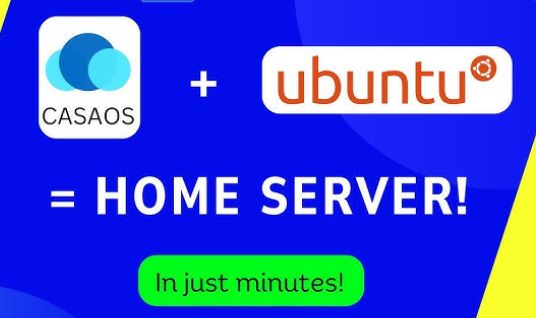 CASAOS
+
ubuntu
= HOME SERVER!
In just minutes!